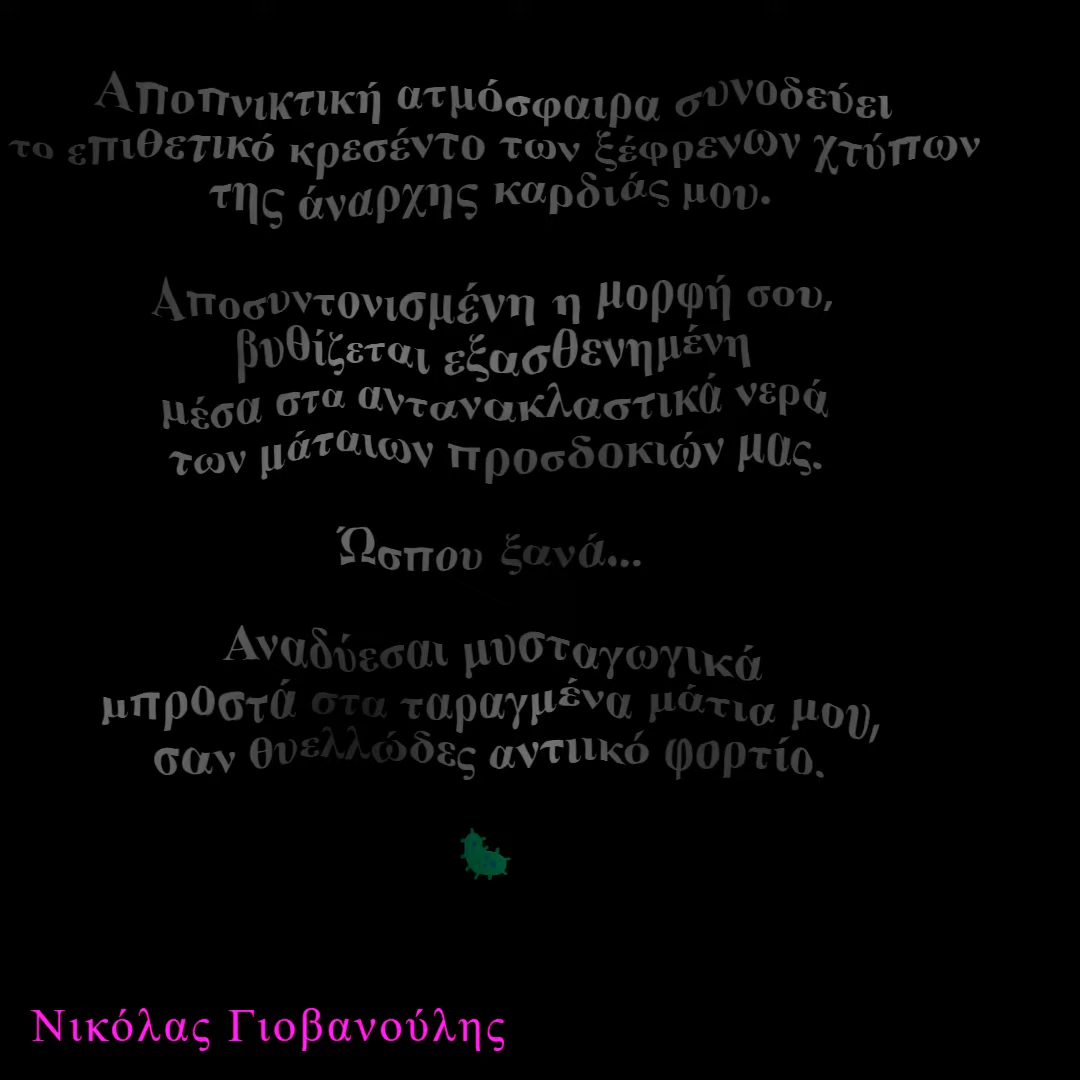 Αποπνικτική ατμόσφαιρα συνοδεύει
το επιθετικό κρεσέντο των ξέφρενων χτύπων
της άναρχης καρδιάς μου.
Αποσυντονισμένη η μορφή σου,
βυθίζεται εξασθενημένη
μέσα στα αντανακλαστικά νερά
των μάταιων προσδοκιών μας.
Ώσπου ξανά...
Αναδύεσαι μυσταγωγικά
μπροστά στα ταραγμένα μάτια μου,
σαν θυελλώδες αντιικό φορτίο.
Νικόλας Γιοβανούλης